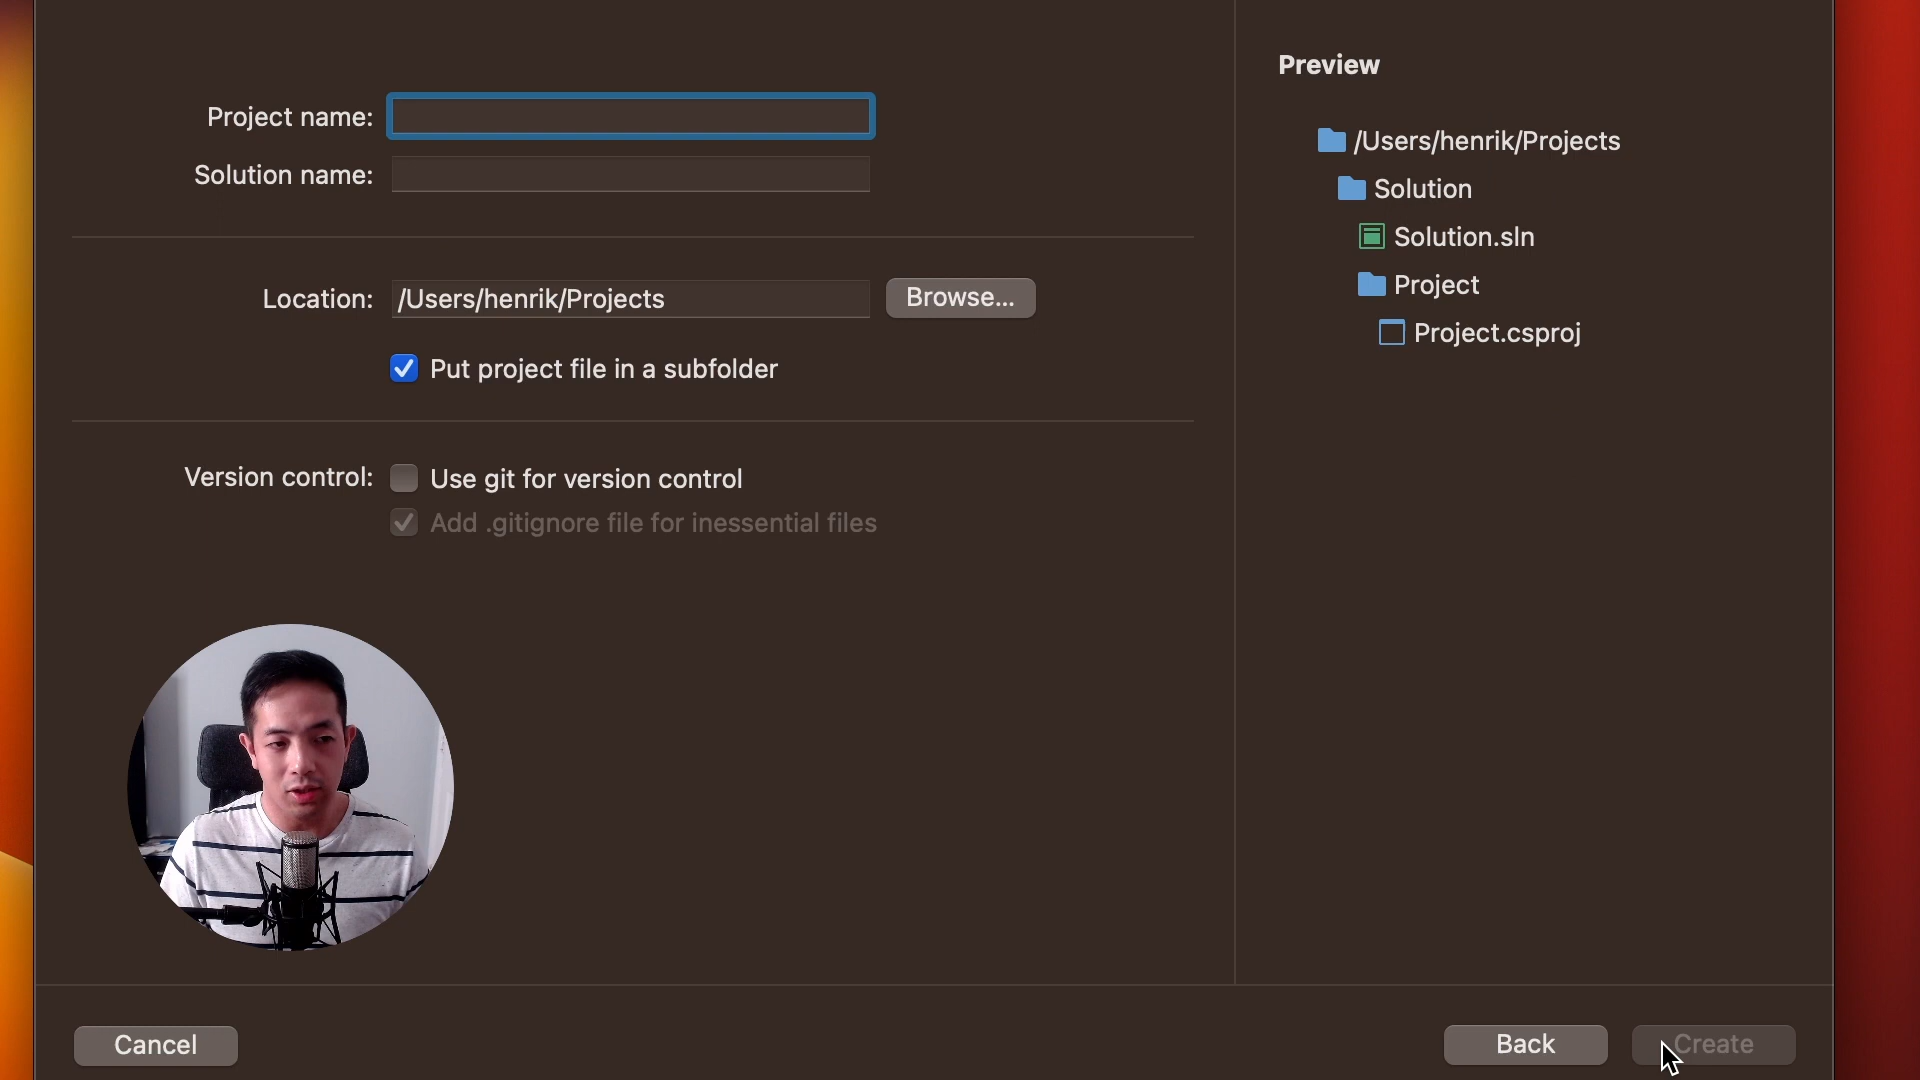 Project name:
Solution name:
Location: /Users/henrik/Projects Browse...
Put project file in a subfolder
Version control: Use git for version control
Add .gitignore file for inessential files
Cancel
Preview
/Users/henrik/Projects
Solution
Solution.sln
Project
Project.csproj
Back Create